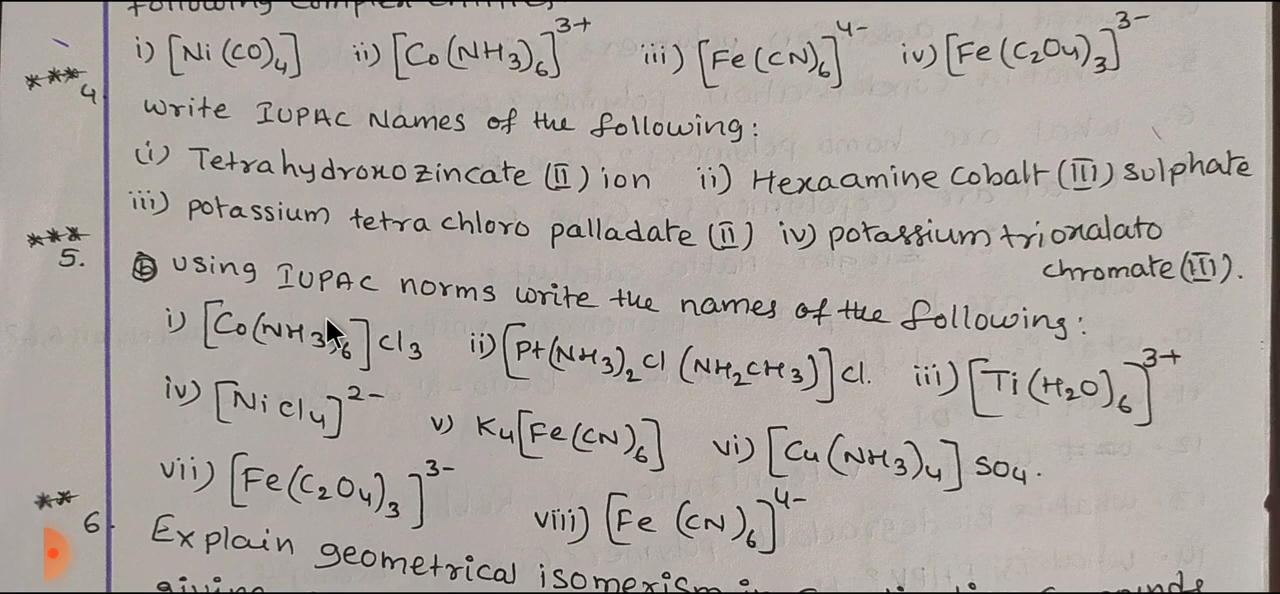 following complex entities
i) [Ni(CO)4] ii) [Co(NH3)6]3+ iii) [Fe(CN)6]4- iv) [Fe(C2O4)3]3-
*** 4. Write IUPAC Names of the following:
(i) Tetrahydroxozincate (II) ion ii) Hexaamine cobalt (III) sulphate
iii) potassium tetra chloro palladate (II) iv) potassium trioxalato
chromate (III).
*** 5. (b) using IUPAC norms write the names of the following:
i) [Co(NH3)6]Cl3 ii) [Pt(NH3)2Cl(NH2CH3)]Cl. iii) [Ti(H2O)6]3+
iv) [NiCl4]2- v) K4[Fe(CN)6] vi) [Cu(NH3)4]SO4.
vii) [Fe(C2O4)3]3- viii) [Fe(CN)6]4-
** 6. Explain geometrical isomerism in
giving